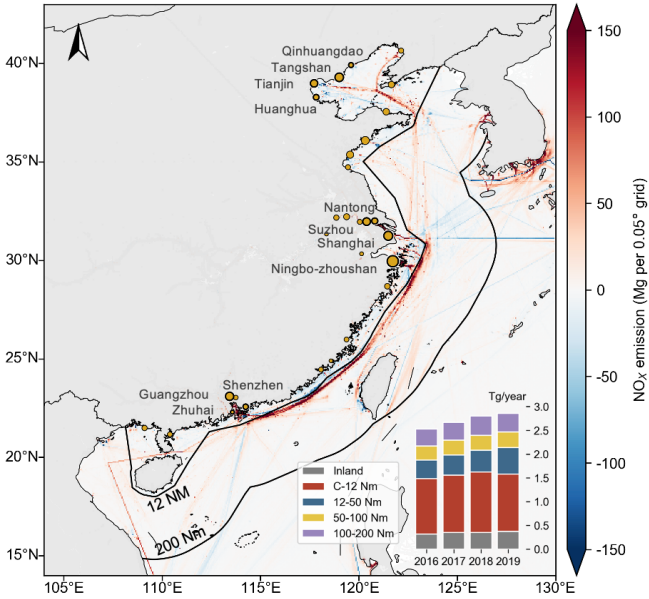 40°N
35°N
30°N
25°N
20°N
15°N
105°E
110°E
115°E
120°E
125°E
130°E
Qinhuangdao
Tangshan
Tianjin
Huanghua
Nantong
Suzhou
Shanghai
Ningbo-zhoushan
Shenzhen
Guangzhou
Zhuhai
12 NM
200 Nm
Inland
C-12 Nm
12-50 Nm
50-100 Nm
100-200 Nm
Tg/year
3.0
2.5
2.0
1.5
1.0
0.5
0.0
2016 2017 2018 2019
150
100
50
0
-50
-100
-150
NOX emission (Mg per 0.05° grid)